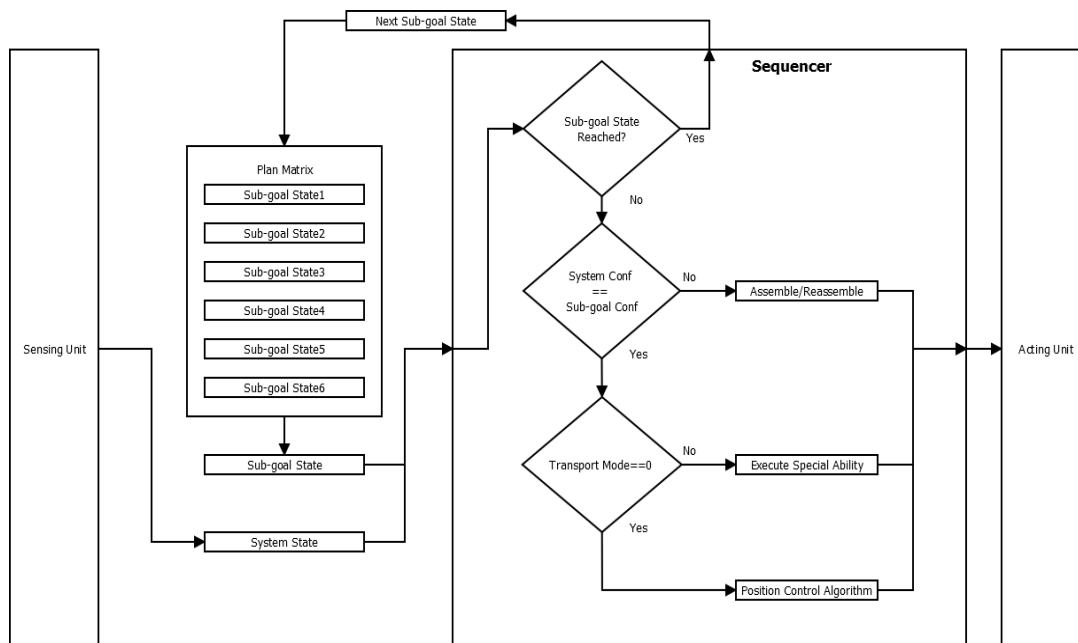 Next Sub-goal State
Sequencer
Sub-goal State
Reached?
Yes
No
Plan Matrix
Sub-goal State1
Sub-goal State2
Sub-goal State3
Sub-goal State4
Sub-goal State5
Sub-goal State6
Sensing Unit
Sub-goal State
System State
System Conf
==
Sub-goal Conf
No
Assemble/Reassemble
Yes
Transport Mode==0
No
Execute Special Ability
Yes
Position Control Algorithm
Acting Unit